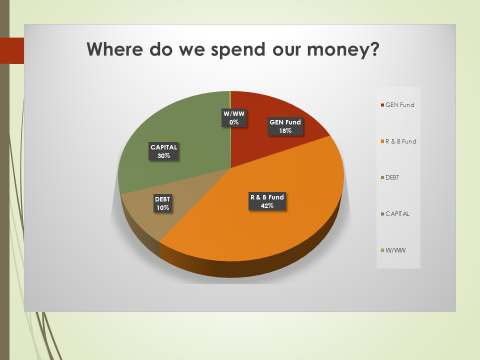 Where do we spend our money?
W/WW
0%
GEN Fund
18%
CAPITAL
30%
DEBT
10%
R & B Fund
42%
GEN Fund
R & B Fund
DEBT
CAPITAL
W/WW